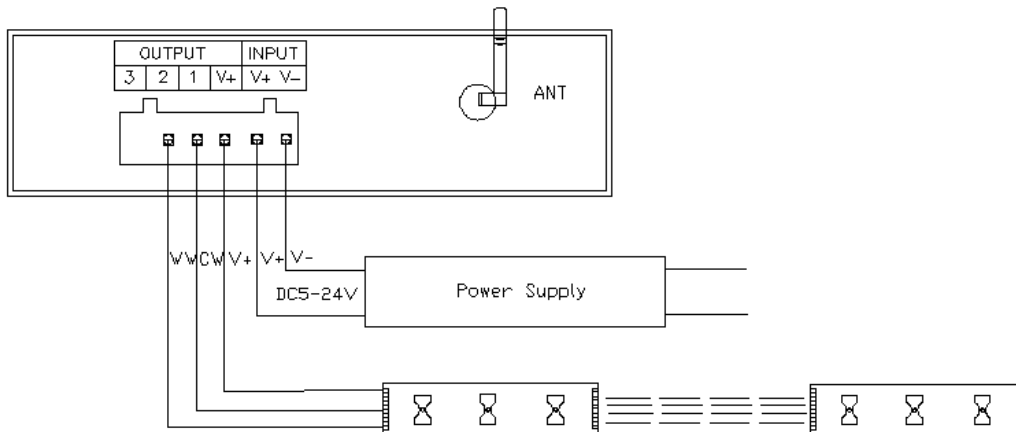 OUTPUT INPUT
3 2 1 V+ V+ V-
ANT
WW CW V+ V+ V-
DC5-24V
Power Supply